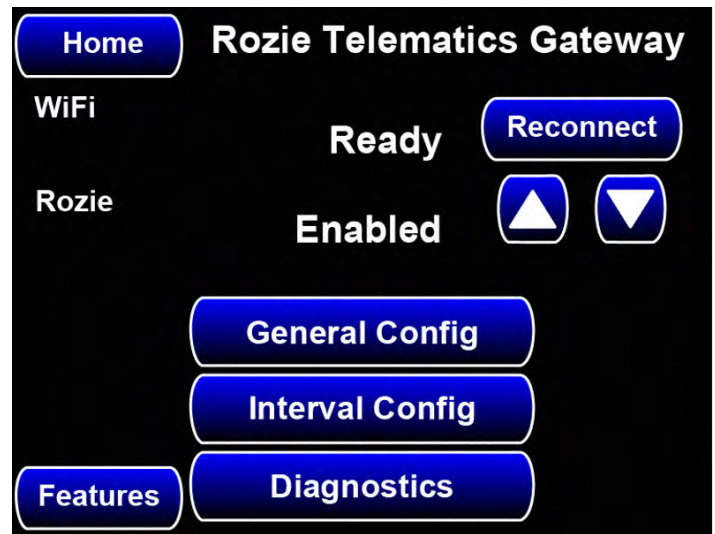 Home
Rozie Telematics Gateway
WiFi
Ready
Reconnect
Rozie
Enabled
General Config
Interval Config
Diagnostics
Features